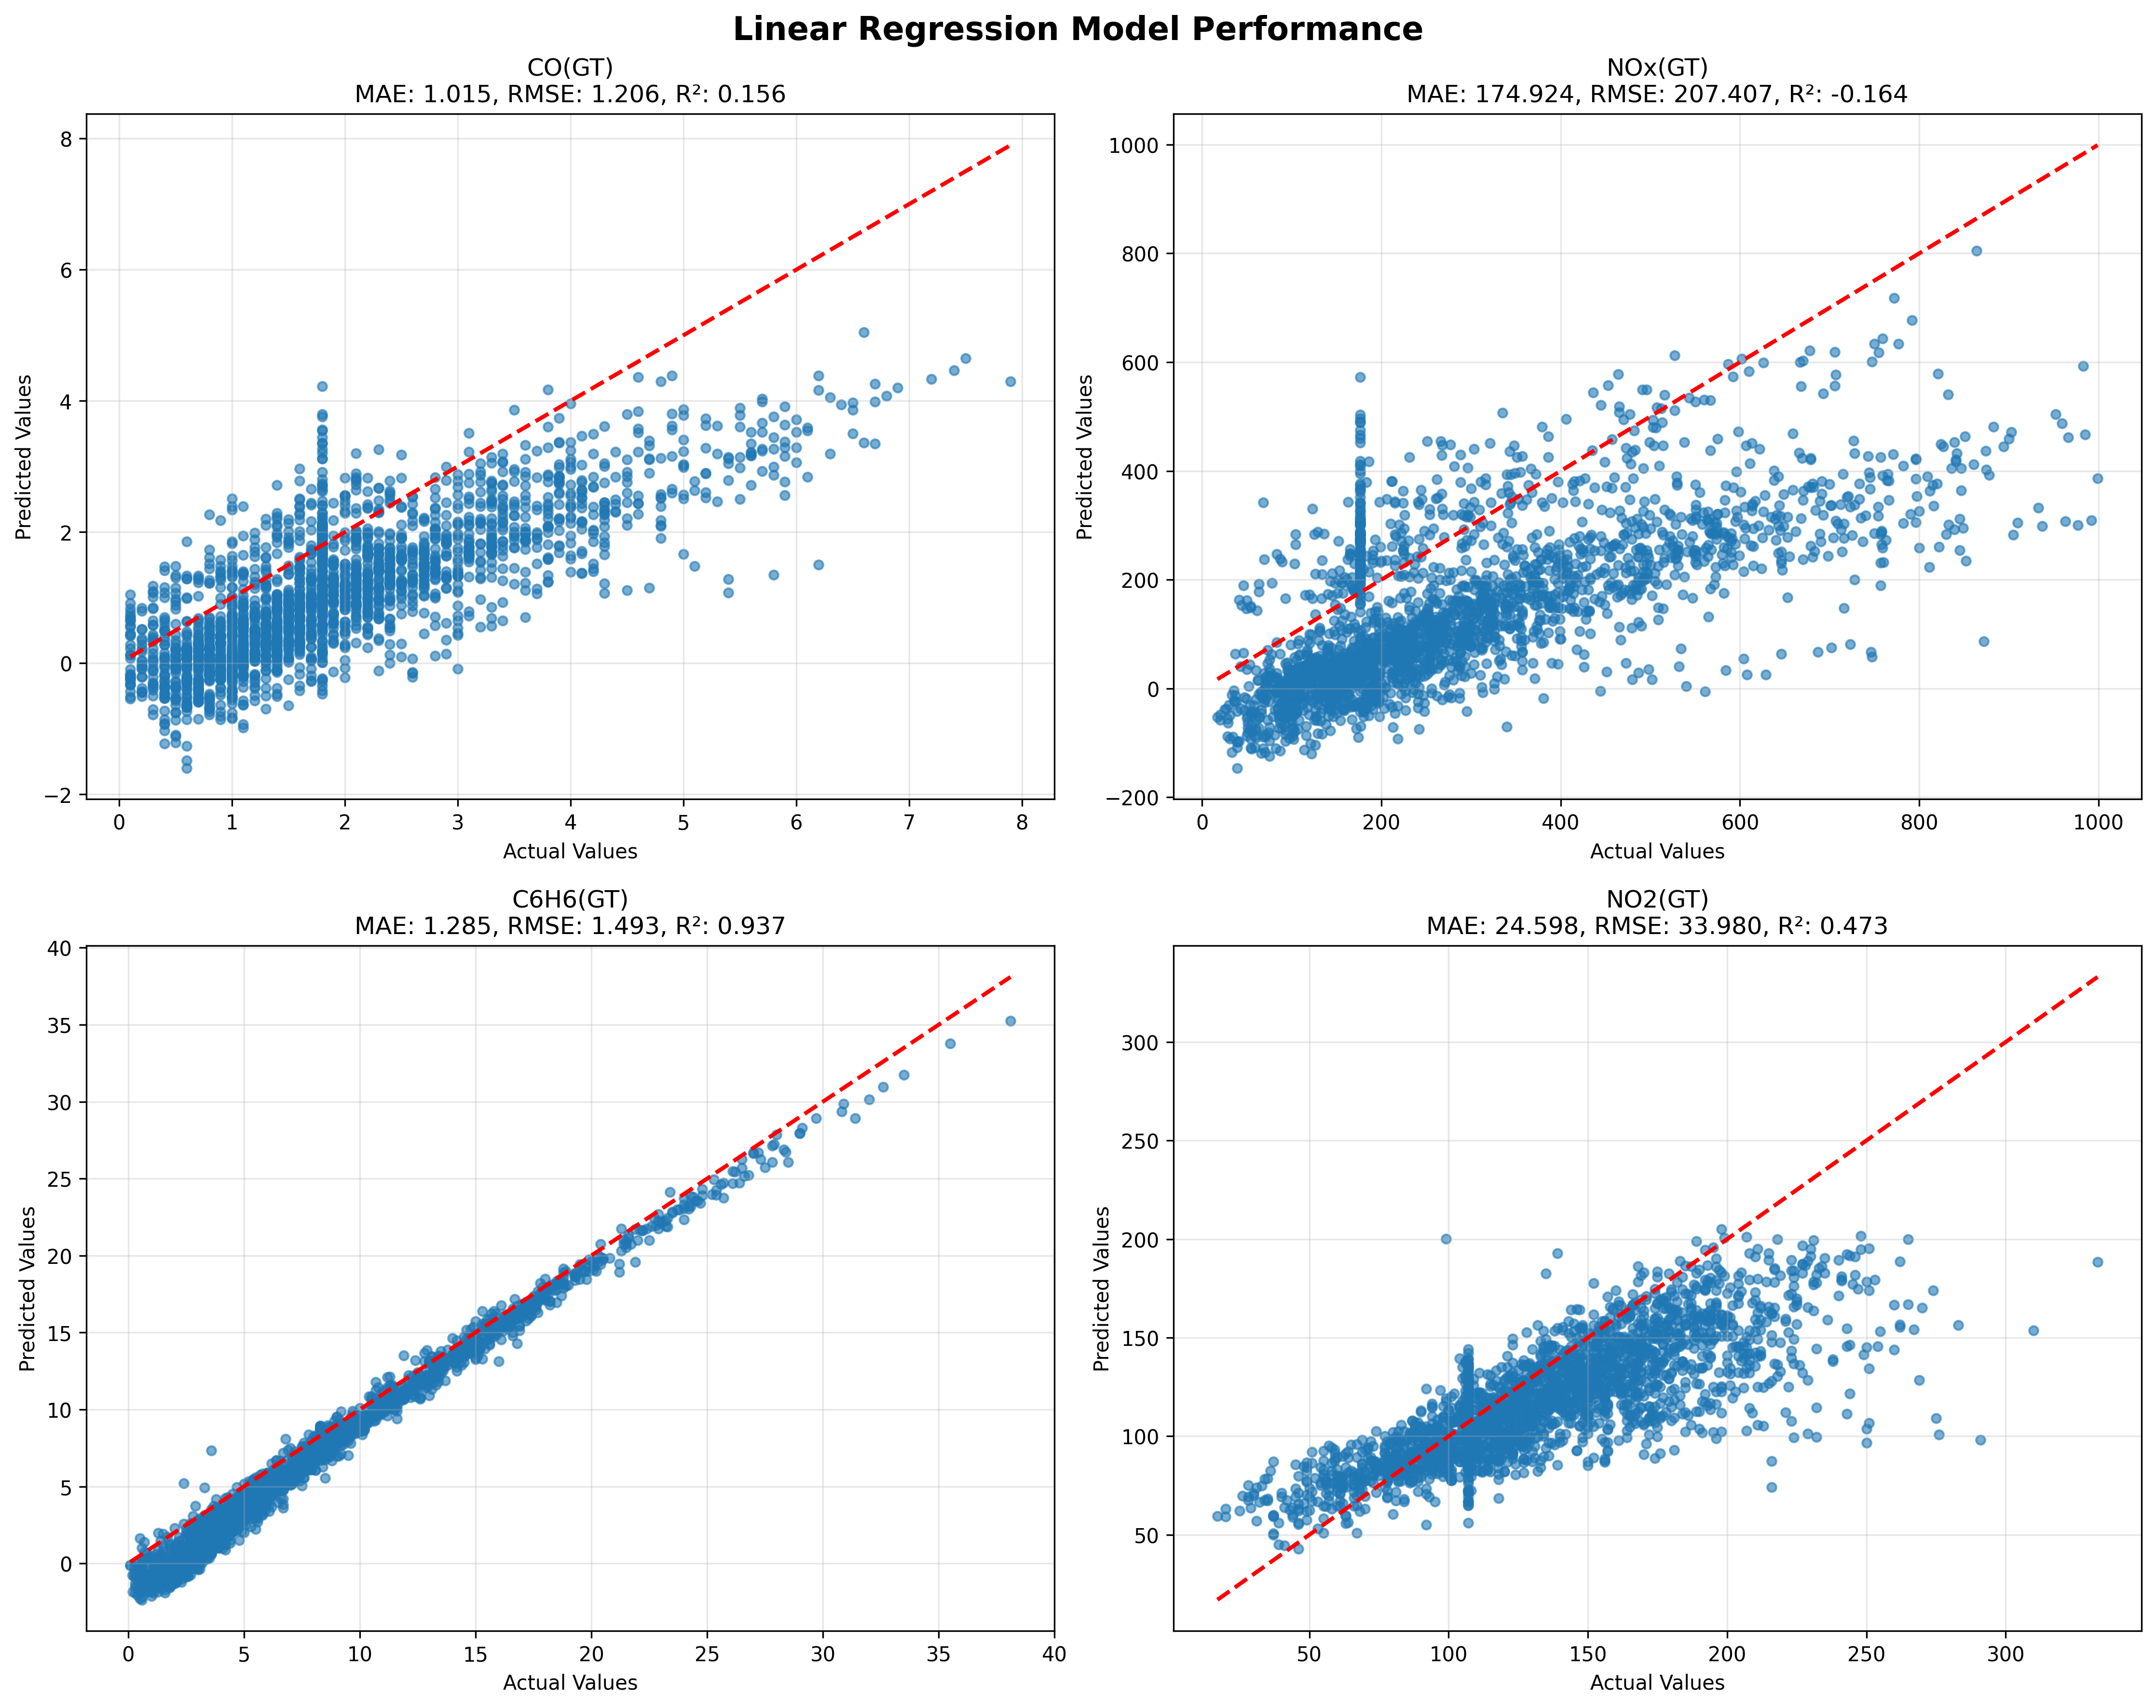 Linear Regression Model Performance
CO(GT)
MAE: 1.015, RMSE: 1.206, R²: 0.156
8
6
4
2
0
−2
Predicted Values
0 1 2 3 4 5 6 7 8
Actual Values
NOx(GT)
MAE: 174.924, RMSE: 207.407, R²: -0.164
1000
800
600
400
200
0
−200
Predicted Values
0 200 400 600 800 1000
Actual Values
C6H6(GT)
MAE: 1.285, RMSE: 1.493, R²: 0.937
40
35
30
25
20
15
10
5
0
Predicted Values
0 5 10 15 20 25 30 35 40
Actual Values
NO2(GT)
MAE: 24.598, RMSE: 33.980, R²: 0.473
300
250
200
150
100
50
Predicted Values
50 100 150 200 250 300
Actual Values